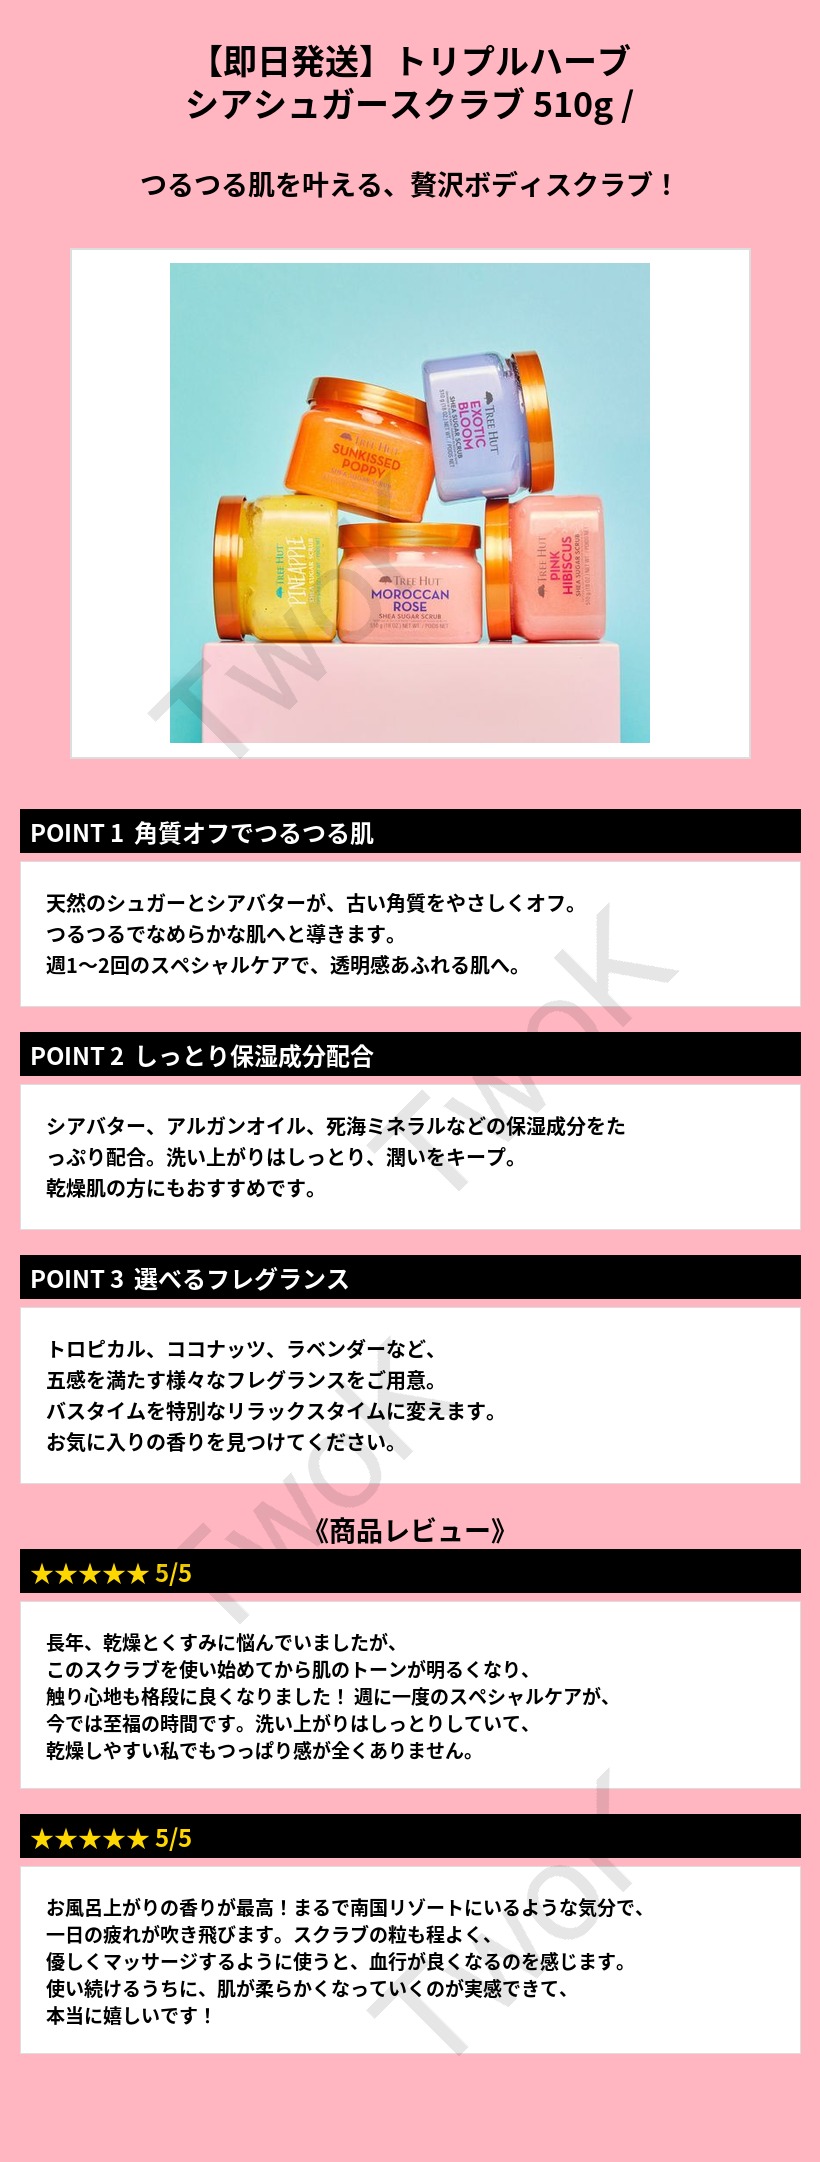 【即日発送】トリプルハーブ
シアシュガースクラブ 510g /
つるつる肌を叶える、贅沢ボディスクラブ！
TREE HUT
EXOTIC
BLOOM
SHEA SUGAR SCRUB
TREE HUT
SUNKISSED
POPPY
TREE HUT
PINEAPPLE
TREE HUT
MOROCCAN
ROSE
SHEA SUGAR SCRUB
TREE HUT
PINK
HIBISCUS
SHEA SUGAR SCRUB
TwoK
POINT 1 角質オフでつるつる肌
天然のシュガーとシアバターが、古い角質をやさしくオフ。
つるつるでなめらかな肌へと導きます。
週1～2回のスペシャルケアで、透明感あふれる肌へ。
TwoK
POINT 2 しっとり保湿成分配合
シアバター、アルガンオイル、死海ミネラルなどの保湿成分をた
っぷり配合。洗い上がりはしっとり、潤いをキープ。
乾燥肌の方にもおすすめです。
POINT 3 選べるフレグランス
トロピカル、ココナッツ、ラベンダーなど、
五感を満たす様々なフレグランスをご用意。
バスタイムを特別なリラックスタイムに変えます。
お気に入りの香りを見つけてください。
TwoK
《商品レビュー》
★★★★★ 5/5
長年、乾燥とくすみに悩んでいましたが、
このスクラブを使い始めてから肌のトーンが明るくなり、
触り心地も格段に良くなりました！ 週に一度のスペシャルケアが、
今では至福の時間です。洗い上がりはしっとりしていて、
乾燥しやすい私でもつっぱり感が全くありません。
★★★★★ 5/5
お風呂上がりの香りが最高！まるで南国リゾートにいるような気分で、
一日の疲れが吹き飛びます。スクラブの粒も程よく、
優しくマッサージするように使うと、血行が良くなるのを感じます。
使い続けるうちに、肌が柔らかくなっていくのが実感できて、
本当に嬉しいです！
TwoK